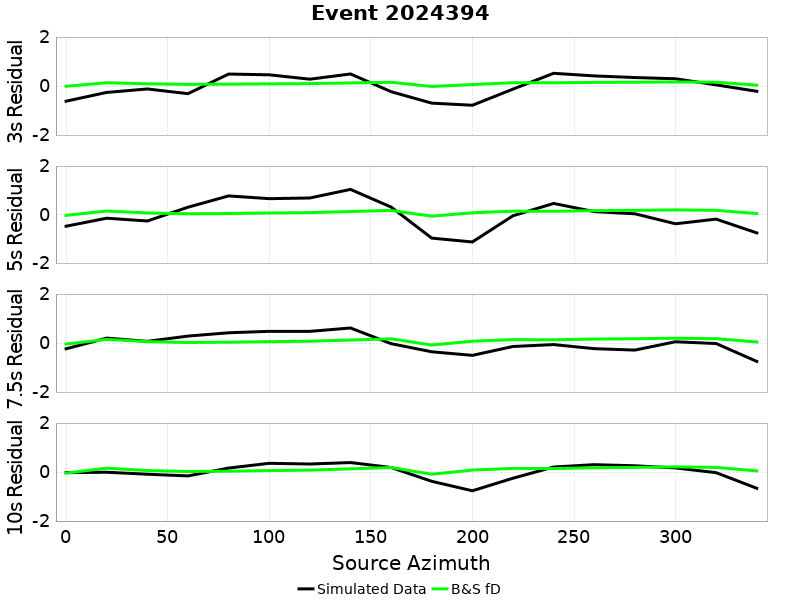 Event 2024394
3s Residual
2
0
-2
5s Residual
2
0
-2
7.5s Residual
2
0
-2
10s Residual
2
0
-2
0 50 100 150 200 250 300
Source Azimuth
Simulated Data B&S fD